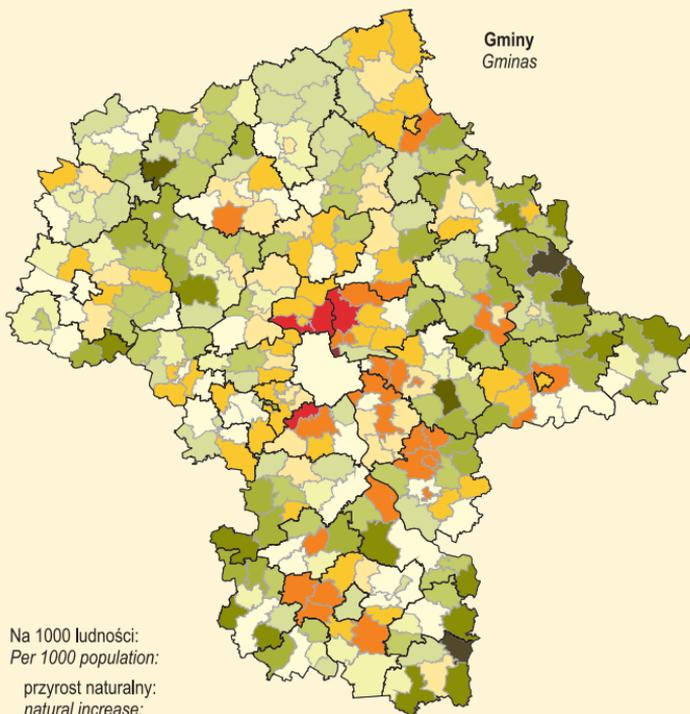 Gminy
Gminas
Na 1000 ludności:
Per 1000 population:
przyrost naturalny:
natural increase: